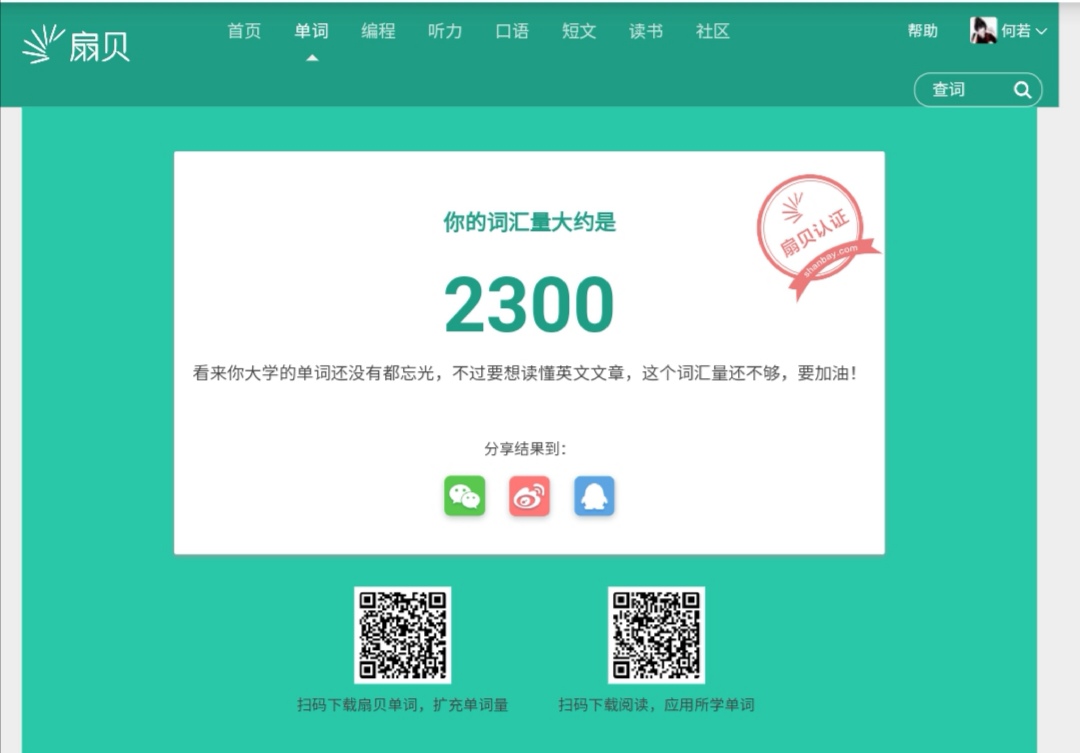 扇贝
首页 单词 编程 听力 口语 短文 读书 社区
帮助 何若
查词
你的词汇量大约是
2300
扇贝认证
shanbay.com
看来你大学的单词还没有都忘光，不过要想读懂英文文章，这个词汇量还不够，要加油！
分享结果到：
扫码下载扇贝单词，扩充单词量
扫码下载阅读，应用所学单词